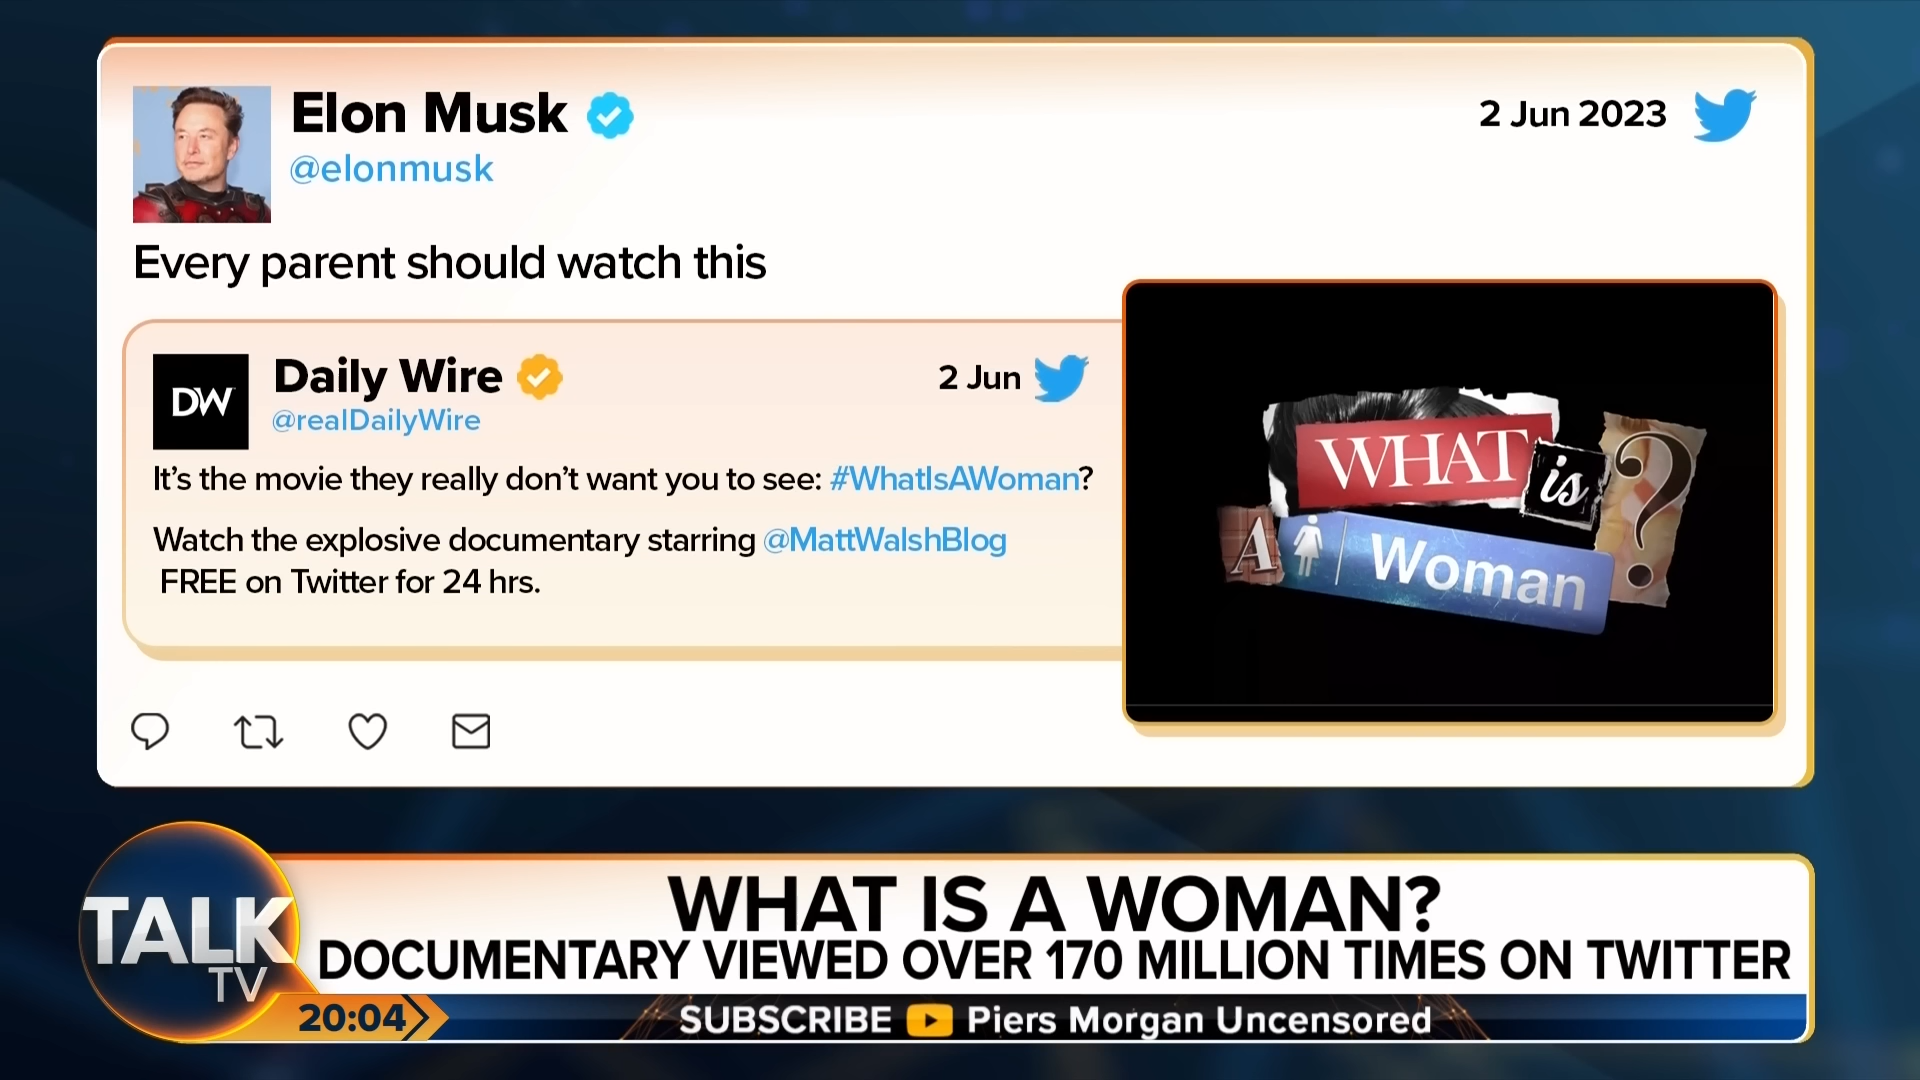 Elon Musk
@elonmusk
2 Jun 2023
Every parent should watch this
DW
Daily Wire
@realDailyWire
2 Jun
It's the movie they really don't want you to see: #WhatIsAWoman?
Watch the explosive documentary starring @MattWalshBlog
FREE on Twitter for 24 hrs.
WHAT is ?
A Woman
TALK
TV
20:04
WHAT IS A WOMAN?
DOCUMENTARY VIEWED OVER 170 MILLION TIMES ON TWITTER
SUBSCRIBE Piers Morgan Uncensored